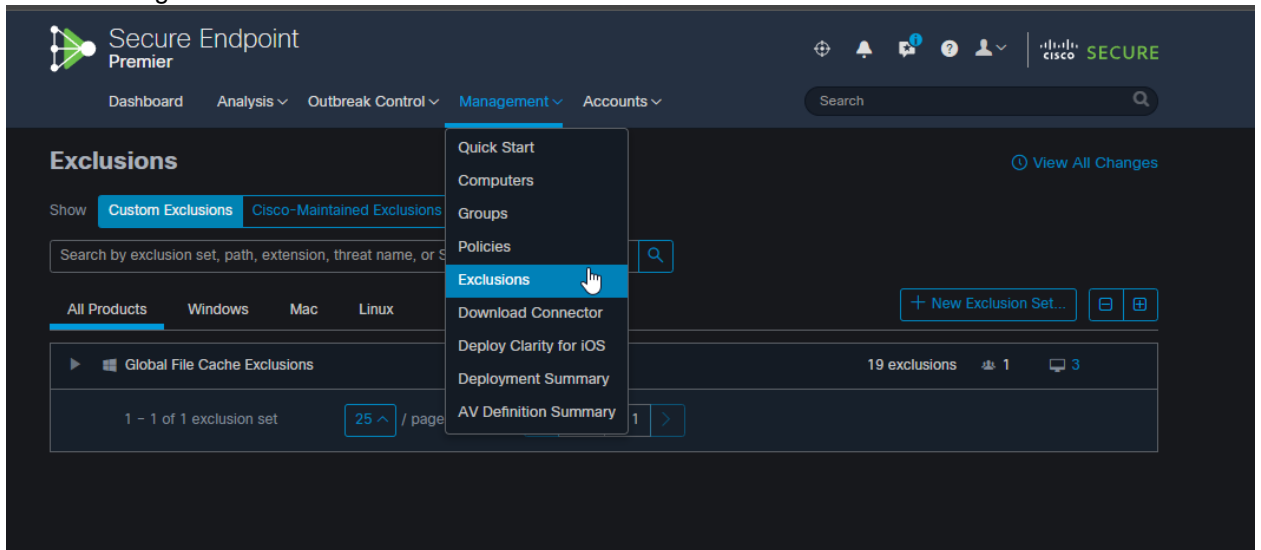 Secure Endpoint
Premier
CISCO SECURE
Dashboard Analysis Outbreak Control Management Accounts Search
Exclusions
View All Changes
Show Custom Exclusions Cisco-Maintained Exclusions
Search by exclusion set, path, extension, threat name, or S
All Products Windows Mac Linux
+ New Exclusion Set...
Quick Start
Computers
Groups
Policies
Exclusions
Download Connector
Deploy Clarity for iOS
Deployment Summary
AV Definition Summary
Global File Cache Exclusions 19 exclusions 1 3
1 – 1 of 1 exclusion set 25 / page 1